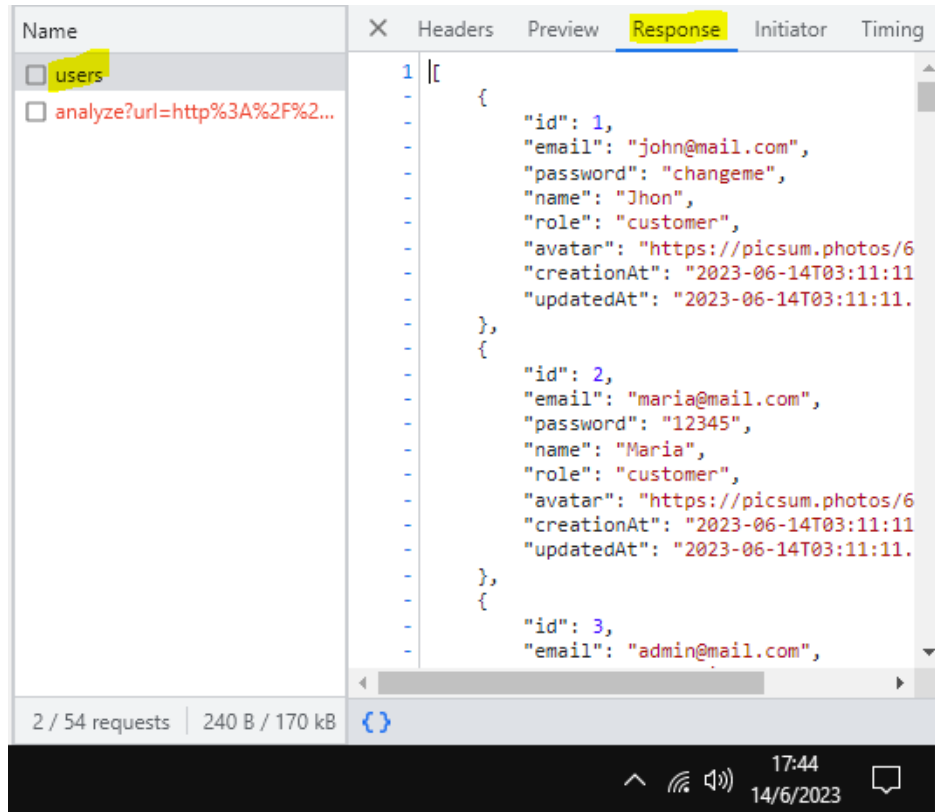 Name
Headers Preview Response Initiator Timing
users
analyze?url=http%3A%2F%2...
1 [
- {
- "id": 1,
- "email": "john@mail.com",
- "password": "changeme",
- "name": "Jhon",
- "role": "customer",
- "avatar": "https://picsum.photos/6
- "creationAt": "2023-06-14T03:11:11
- "updatedAt": "2023-06-14T03:11:11.
- },
- {
- "id": 2,
- "email": "maria@mail.com",
- "password": "12345",
- "name": "Maria",
- "role": "customer",
- "avatar": "https://picsum.photos/6
- "creationAt": "2023-06-14T03:11:11
- "updatedAt": "2023-06-14T03:11:11.
- },
- {
- "id": 3,
- "email": "admin@mail.com",
2 / 54 requests 240 B / 170 kB {}
17:44
14/6/2023